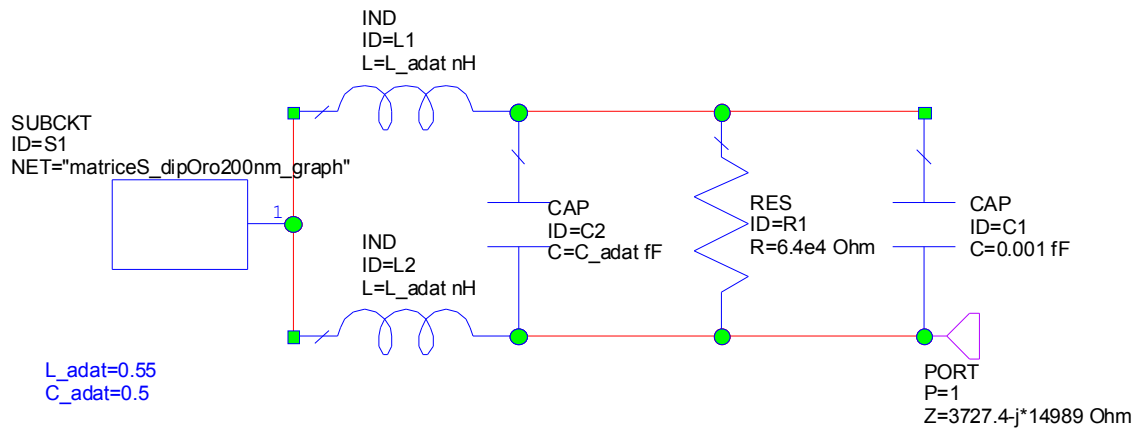 IND
ID=L1
L=L_adat nH
SUBCKT
ID=S1
NET="matriceS_dipOro200nm_graph"
1
CAP
ID=C2
C=C_adat fF
RES
ID=R1
R=6.4e4 Ohm
CAP
ID=C1
C=0.001 fF
IND
ID=L2
L=L_adat nH
L_adat=0.55
C_adat=0.5
PORT
P=1
Z=3727.4-j*14989 Ohm